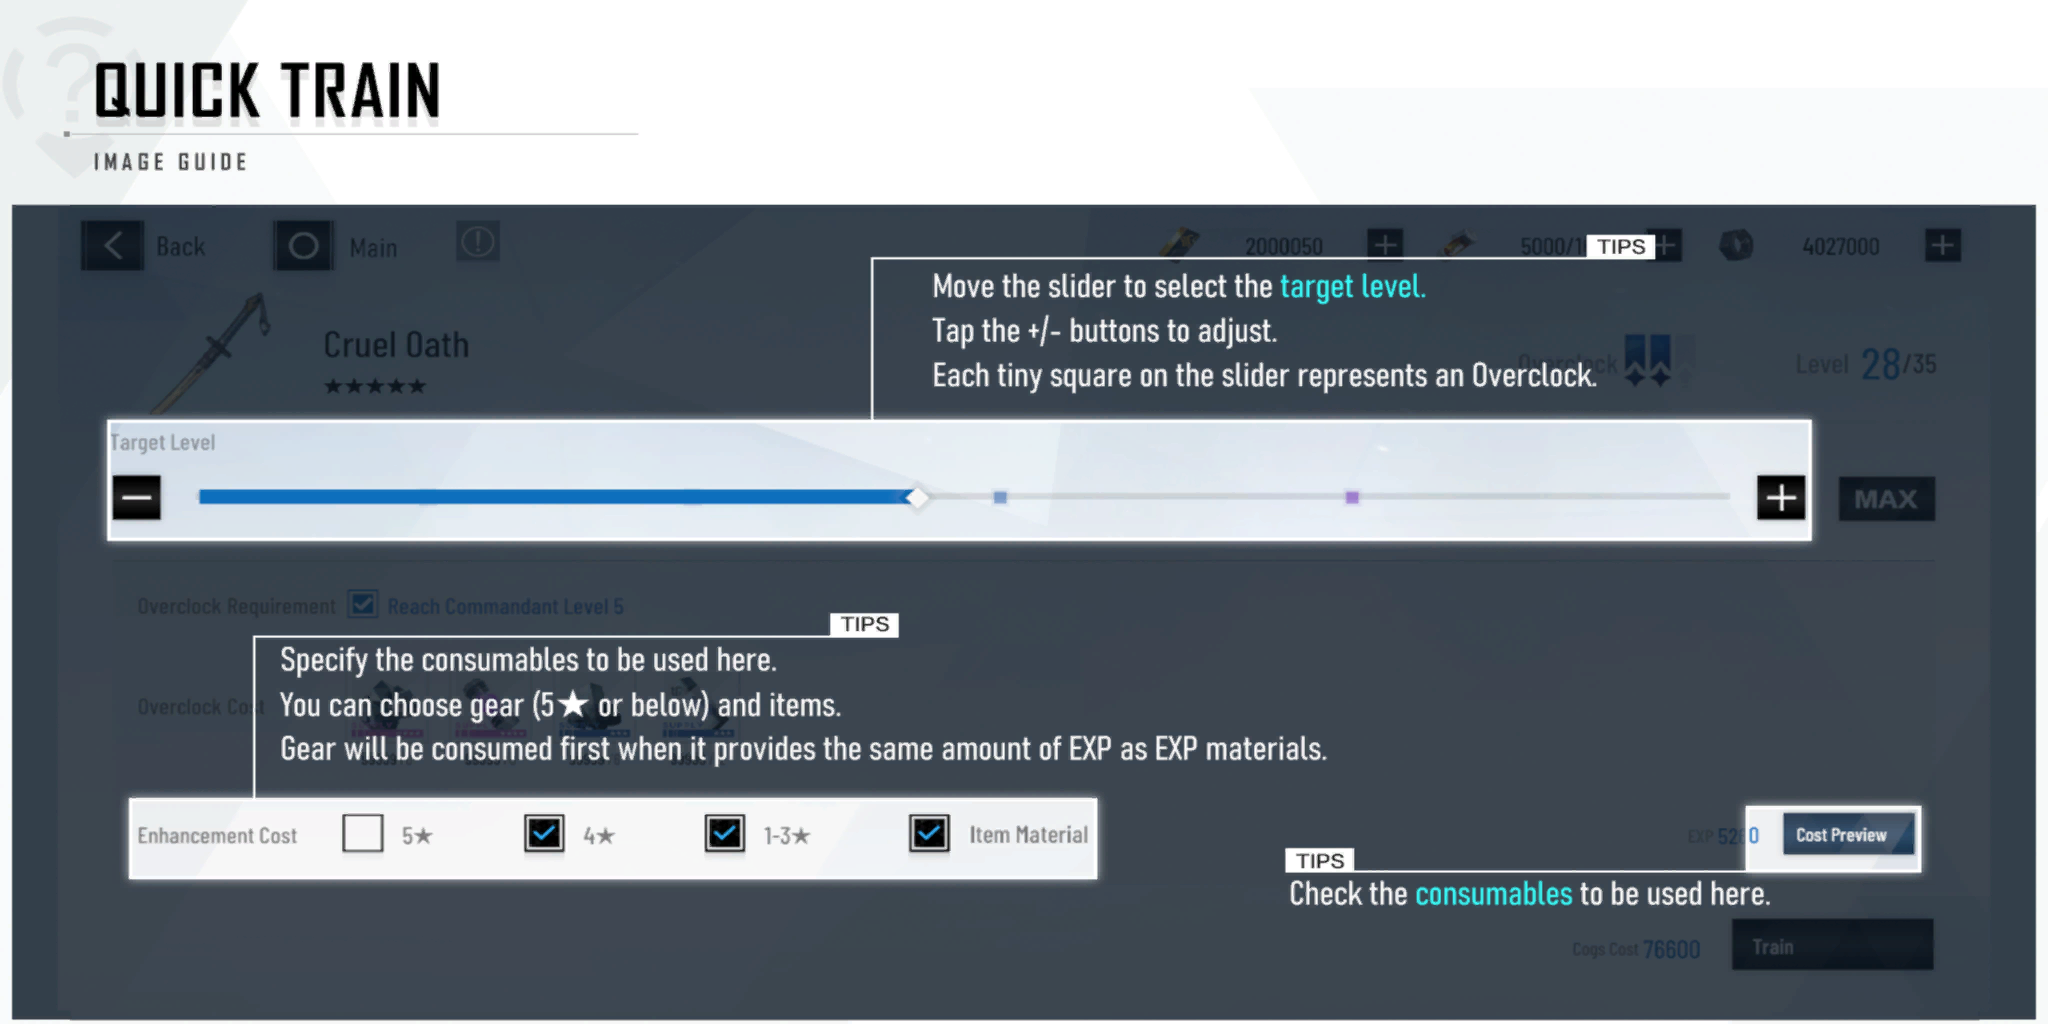 QUICK TRAIN
IMAGE GUIDE
Back
Main
2000050
5000/1
TIPS
4027000
Move the slider to select the target level.
Tap the +/- buttons to adjust.
Each tiny square on the slider represents an Overclock.
Cruel Oath
★★★★★
Overclock
Level 28/35
Target Level
MAX
Overclock Requirement Reach Commandant Level 5
TIPS
Specify the consumables to be used here.
You can choose gear (5★ or below) and items.
Gear will be consumed first when it provides the same amount of EXP as EXP materials.
Overclock Cost
Enhancement Cost 5★ 4★ 1-3★ Item Material
EXP
Cost Preview
TIPS
Check the consumables to be used here.
Cogs Cost 76600
Train